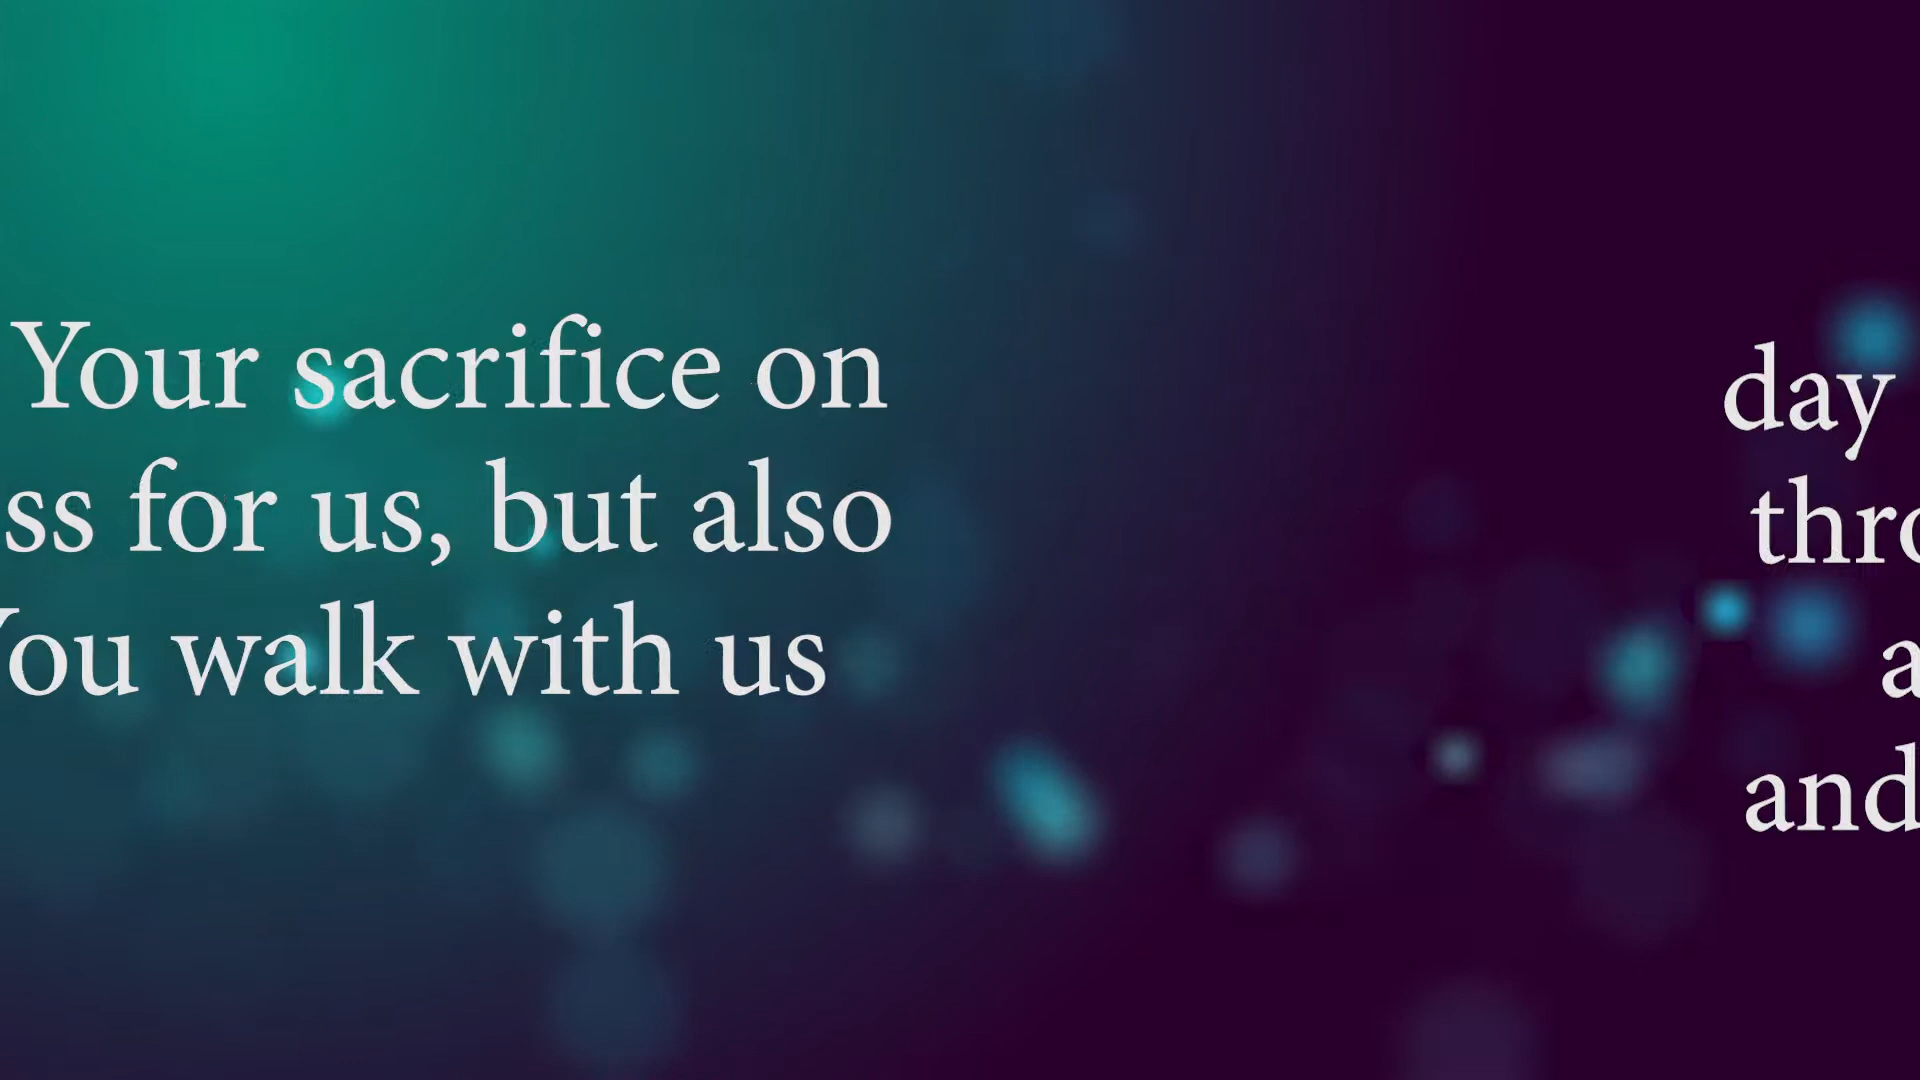 Your sacrifice on
ss for us, but also
You walk with us
day
thro
a
and